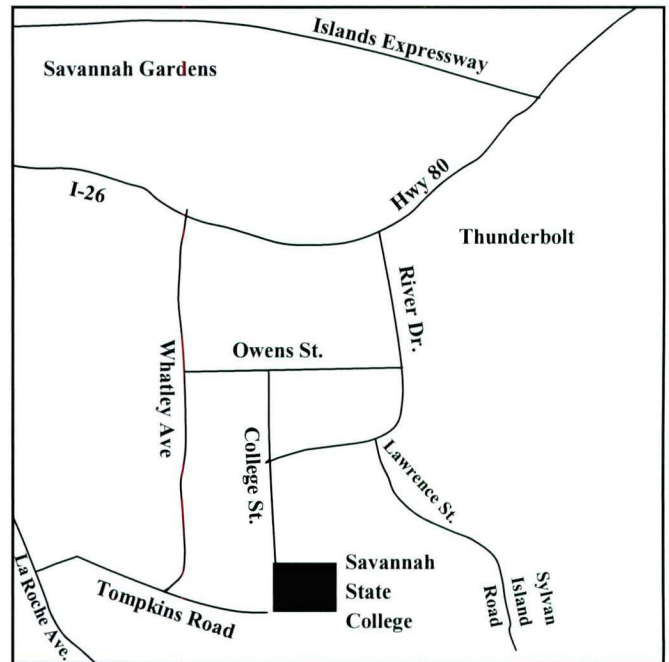 Islands Expressway
Savannah Gardens
I-26
Hwy 80
Thunderbolt
River Dr.
Owens St.
Whatley Ave
College St.
Lawrence St.
Savannah
State
College
Sylvan
Island
Road
Tompkins Road
La Roche Ave.